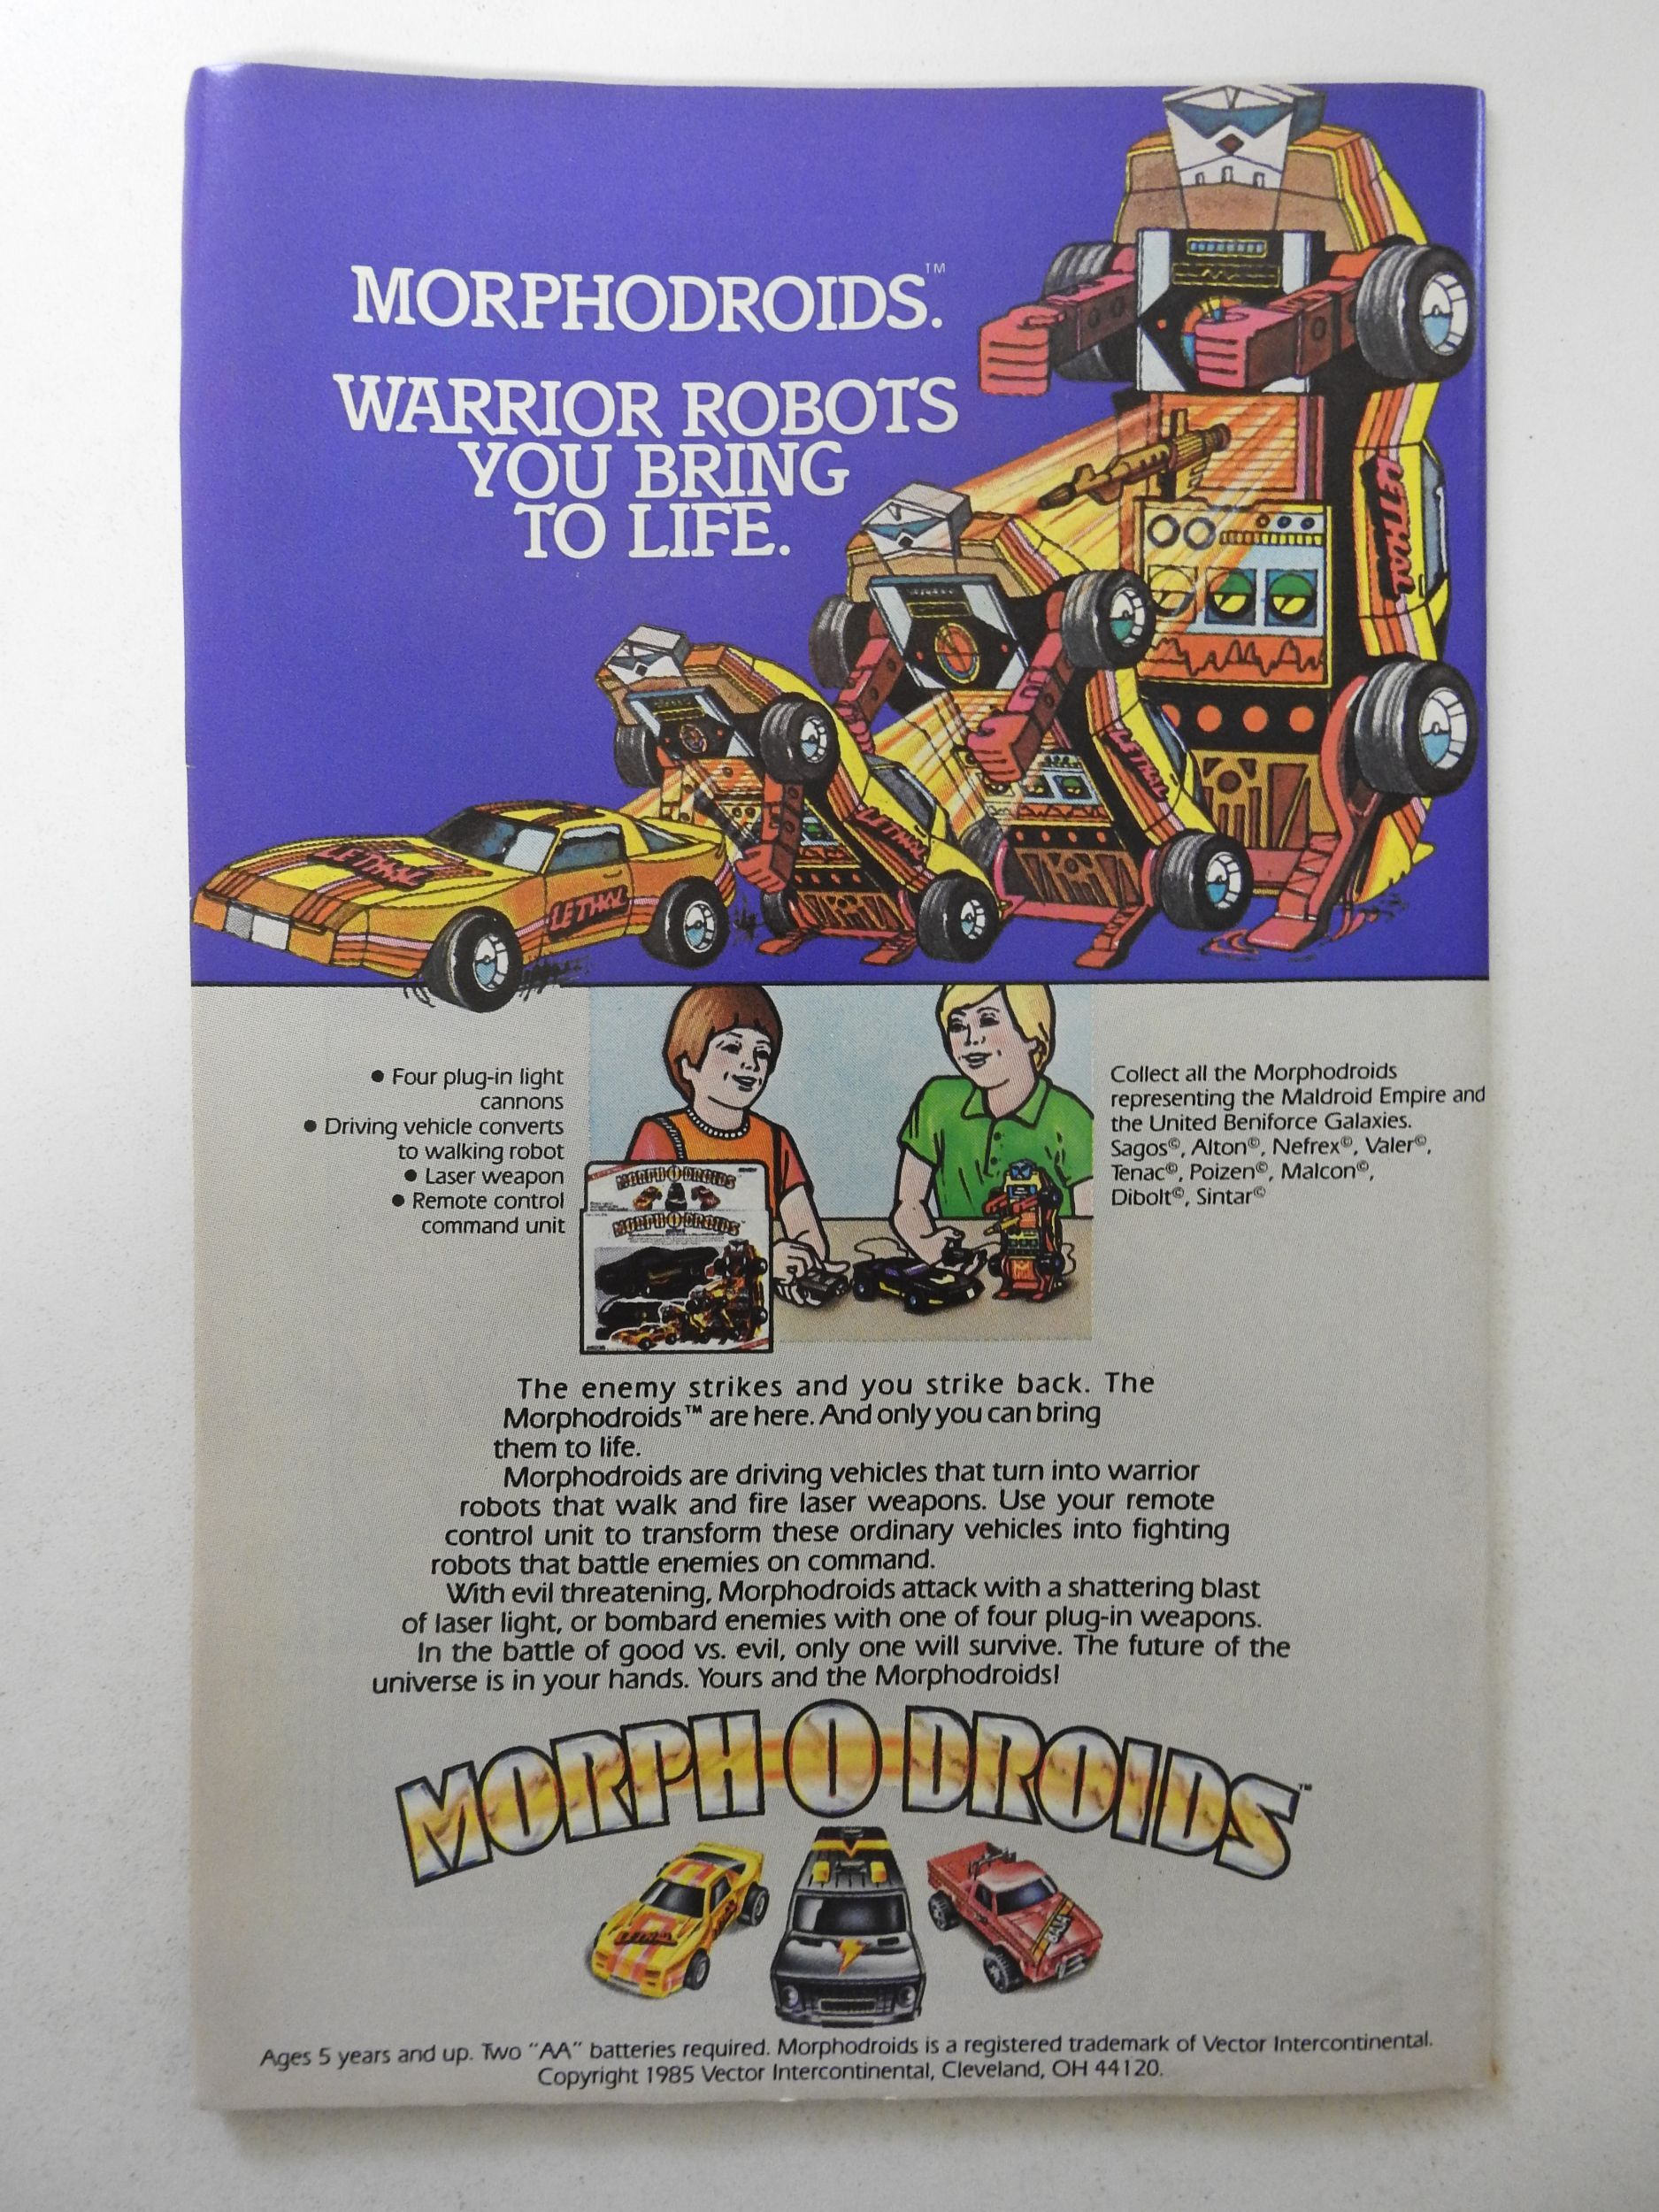 MORPHODROIDS.™
WARRIOR ROBOTS
YOU BRING
TO LIFE.
LETHAL
LETHAL
LETHAL
LETHAL
LETHAL
• Four plug-in light
cannons
• Driving vehicle converts
to walking robot
• Laser weapon
• Remote control
command unit
MORPH-O-DROIDS
MORPH-O-DROIDS
Collect all the Morphodroids
representing the Maldroid Empire and
the United Beniforce Galaxies.
Sagos©, Alton©, Nefrex©, Valer©,
Tenac©, Poizen©, Malcon©,
Dibolt©, Sintar©
The enemy strikes and you strike back. The
Morphodroids™ are here. And only you can bring
them to life.
Morphodroids are driving vehicles that turn into warrior
robots that walk and fire laser weapons. Use your remote
control unit to transform these ordinary vehicles into fighting
robots that battle enemies on command.
With evil threatening, Morphodroids attack with a shattering blast
of laser light, or bombard enemies with one of four plug-in weapons.
In the battle of good vs. evil, only one will survive. The future of the
universe is in your hands. Yours and the Morphodroids!
MORPH-O-DROIDS™
LETHAL
BAJA
Ages 5 years and up. Two "AA" batteries required. Morphodroids is a registered trademark of Vector Intercontinental.
Copyright 1985 Vector Intercontinental, Cleveland, OH 44120.